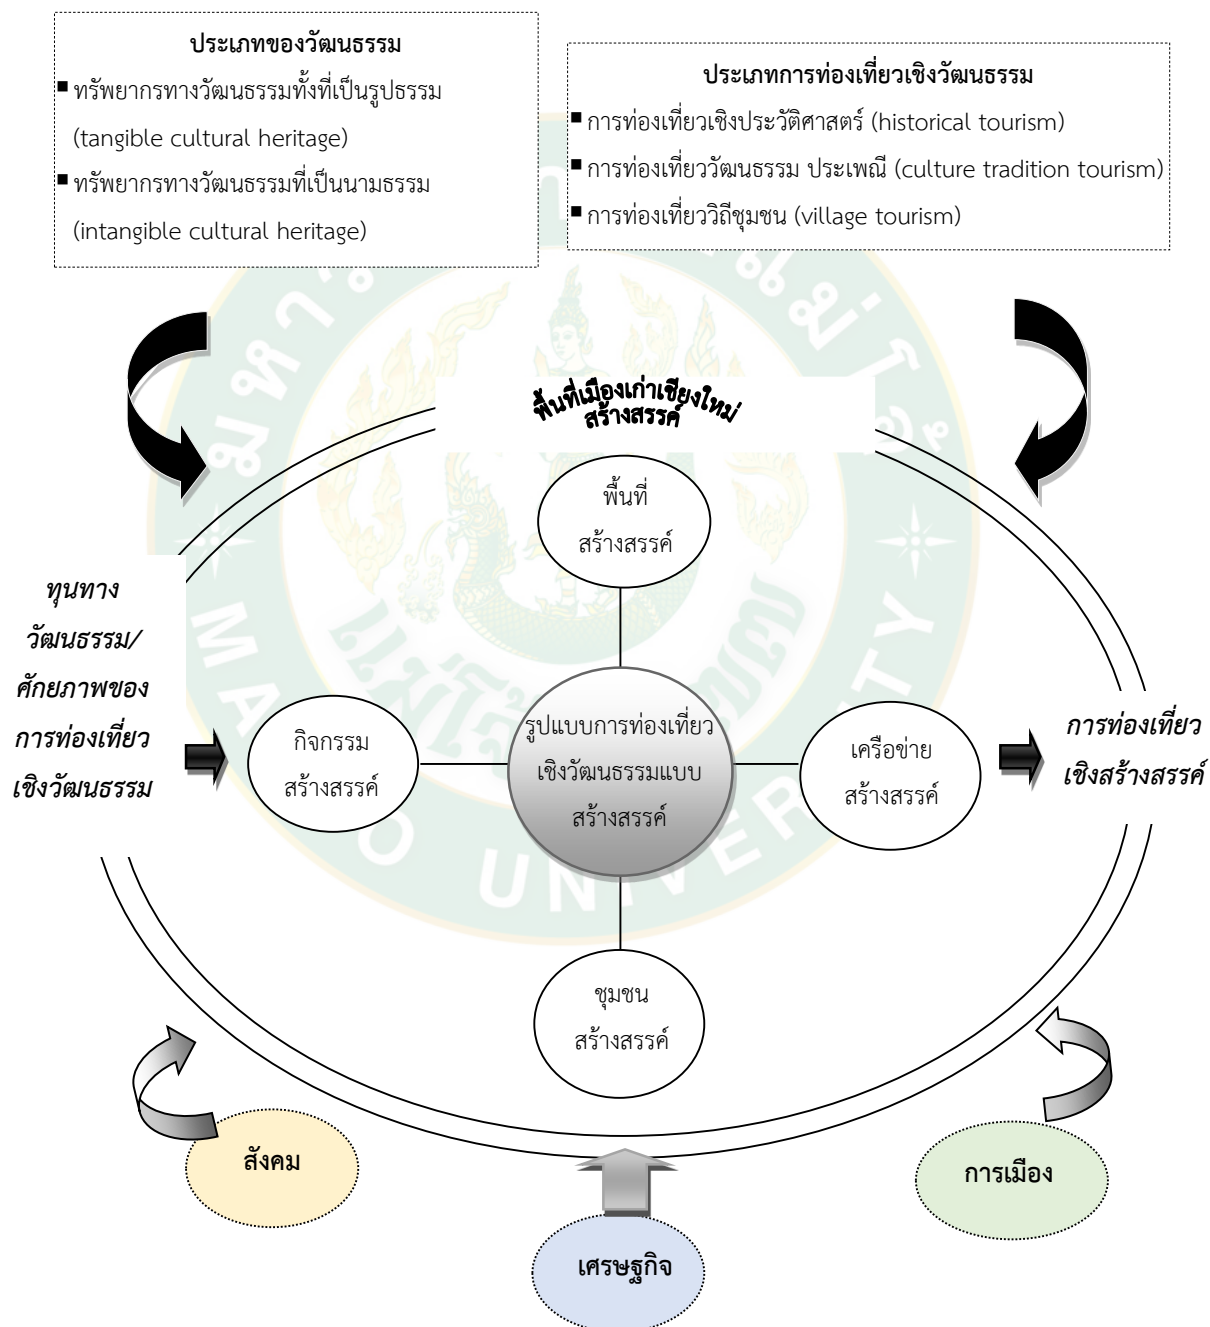 ประเภทของวัฒนธรรม
▪ ทรัพยากรทางวัฒนธรรมทั้งที่เป็นรูปธรรม
(tangible cultural heritage)
▪ ทรัพยากรทางวัฒนธรรมที่เป็นนามธรรม
(intangible cultural heritage)
ประเภทการท่องเที่ยวเชิงวัฒนธรรม
▪ การท่องเที่ยวเชิงประวัติศาสตร์ (historical tourism)
▪ การท่องเที่ยววัฒนธรรม ประเพณี (culture tradition tourism)
▪ การท่องเที่ยววิถีชุมชน (village tourism)
พื้นที่เมืองเก่าเชียงใหม่
สร้างสรรค์
พื้นที่
สร้างสรรค์
ทุนทาง
วัฒนธรรม/
ศักยภาพของ
การท่องเที่ยว
เชิงวัฒนธรรม
กิจกรรม
สร้างสรรค์
รูปแบบการท่องเที่ยว
เชิงวัฒนธรรมแบบ
สร้างสรรค์
เครือข่าย
สร้างสรรค์
การท่องเที่ยว
เชิงสร้างสรรค์
ชุมชน
สร้างสรรค์
สังคม
เศรษฐกิจ
การเมือง
UNIVERSITY